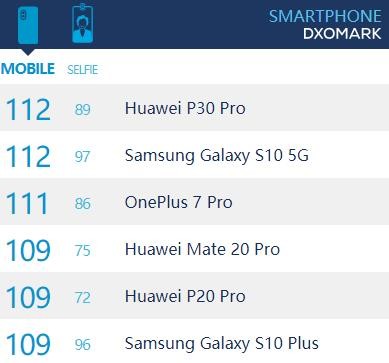 SMARTPHONE
DXOMARK
MOBILE SELFIE
112 89 Huawei P30 Pro
112 97 Samsung Galaxy S10 5G
111 86 OnePlus 7 Pro
109 75 Huawei Mate 20 Pro
109 72 Huawei P20 Pro
109 96 Samsung Galaxy S10 Plus